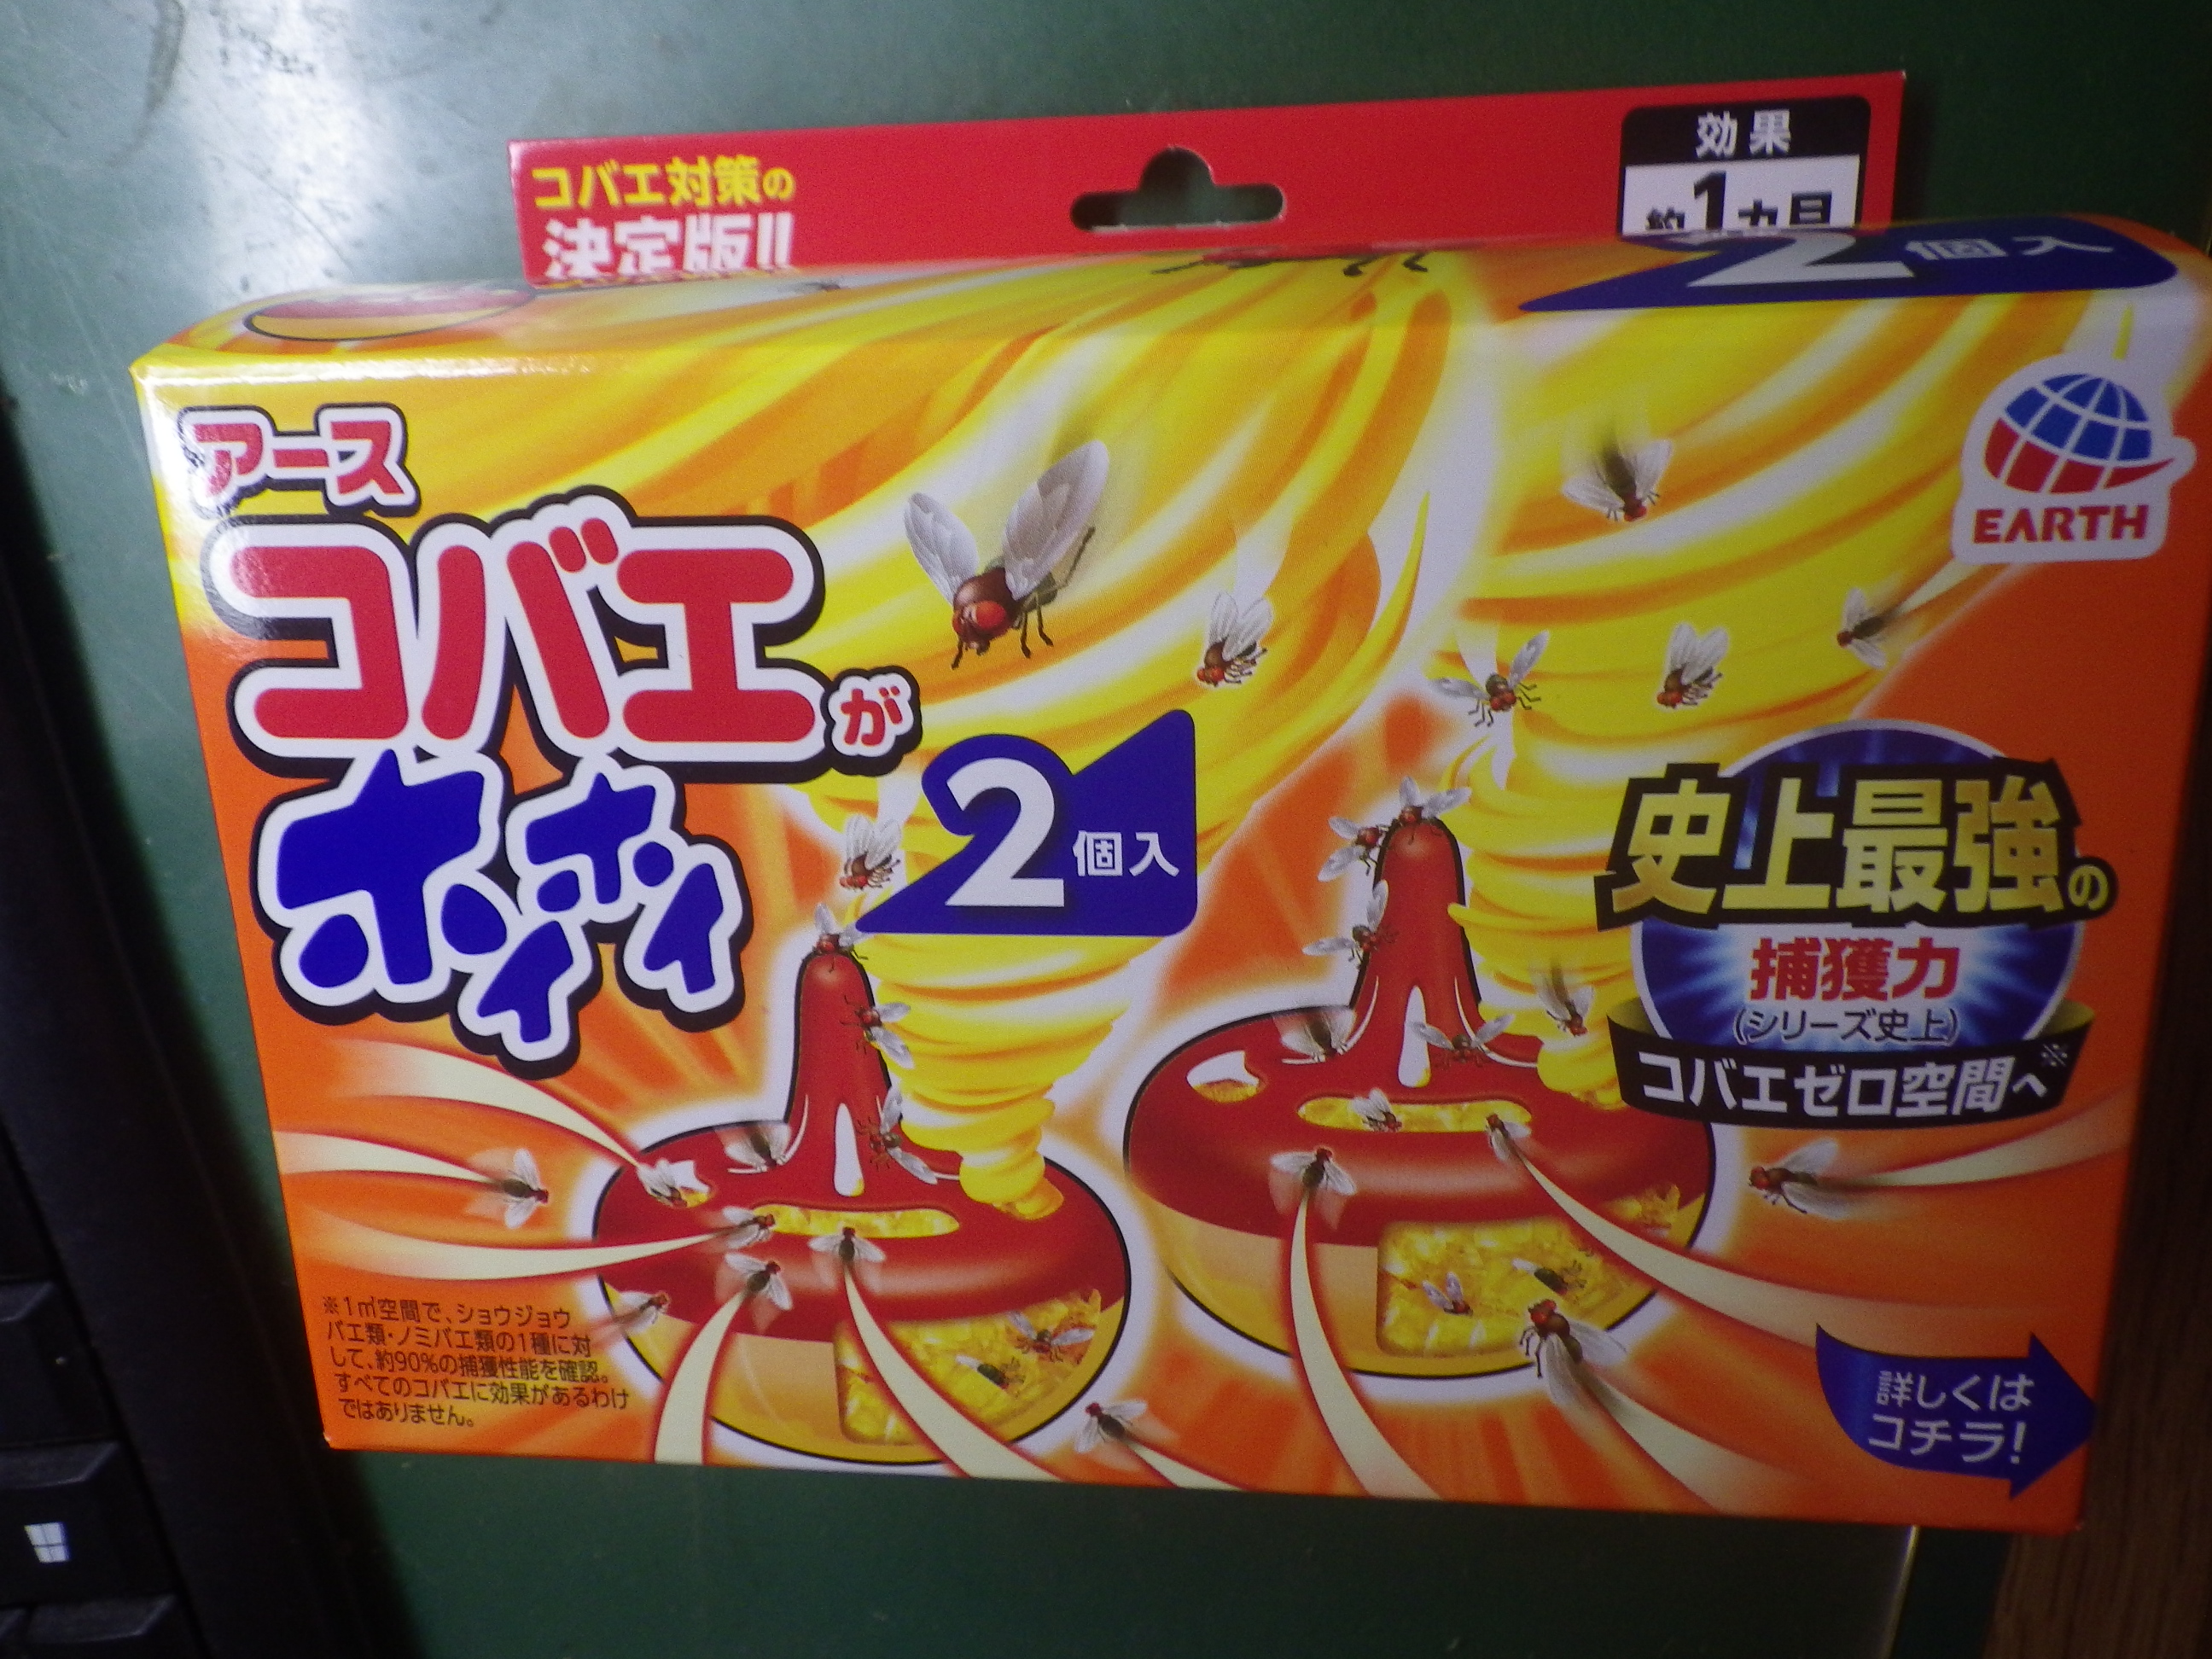 コバエ対策の
決定版!!
効果
約1カ月
2個入
アース
コバエが
ホイホイ
2個入
EARTH
史上最強の
捕獲力
(シリーズ史上)
コバエゼロ空間へ※
※1㎥空間で、ショウジョウ
バエ類・ノミバエ類の1種に対
して、約90%の捕獲性能を確認。
すべてのコバエに効果があるわけ
ではありません。
詳しくは
コチラ!